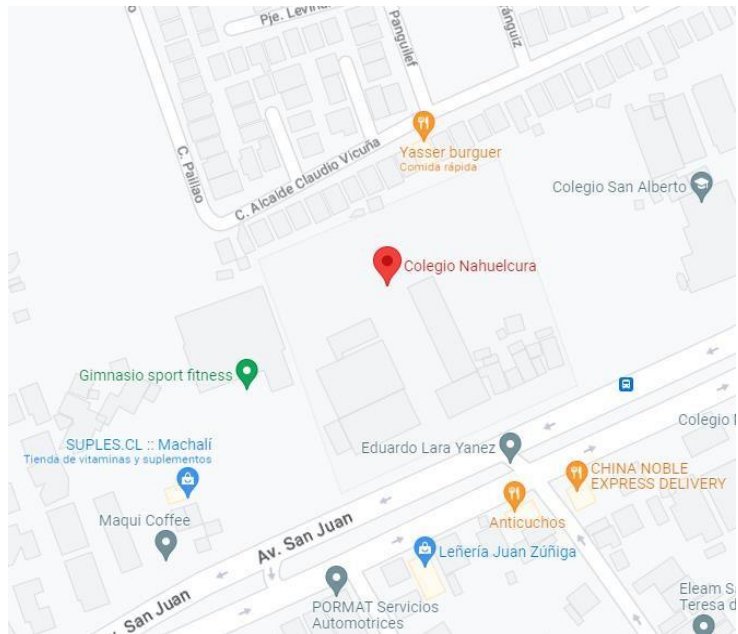 Pje. Levin
Panguilef
C. Paillao
Yasser burguer
Comida rápida
C. Alcalde Claudio Vicuña
Colegio San Alberto
Colegio Nahuelcura
Gimnasio sport fitness
Colegio
SUPLES.CL :: Machalí
Tienda de vitaminas y suplementos
Eduardo Lara Yanez
CHINA NOBLE
EXPRESS DELIVERY
Maqui Coffee
Anticuchos
Av. San Juan
Leñería Juan Zúñiga
San Juan
PORMAT Servicios
Automotrices
Eleam S
Teresa d